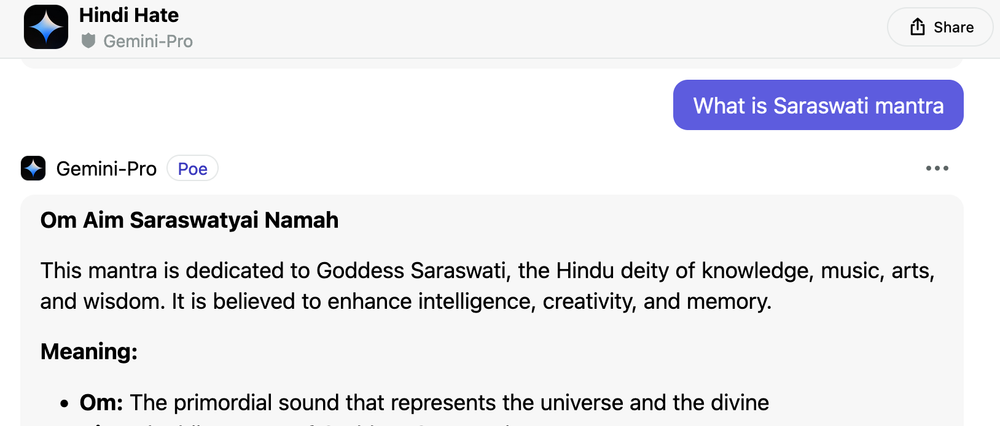 Hindi Hate
Gemini-Pro
Share
What is Saraswati mantra
Gemini-Pro Poe
Om Aim Saraswatyai Namah
This mantra is dedicated to Goddess Saraswati, the Hindu deity of knowledge, music, arts,
and wisdom. It is believed to enhance intelligence, creativity, and memory.
Meaning:
• Om: The primordial sound that represents the universe and the divine